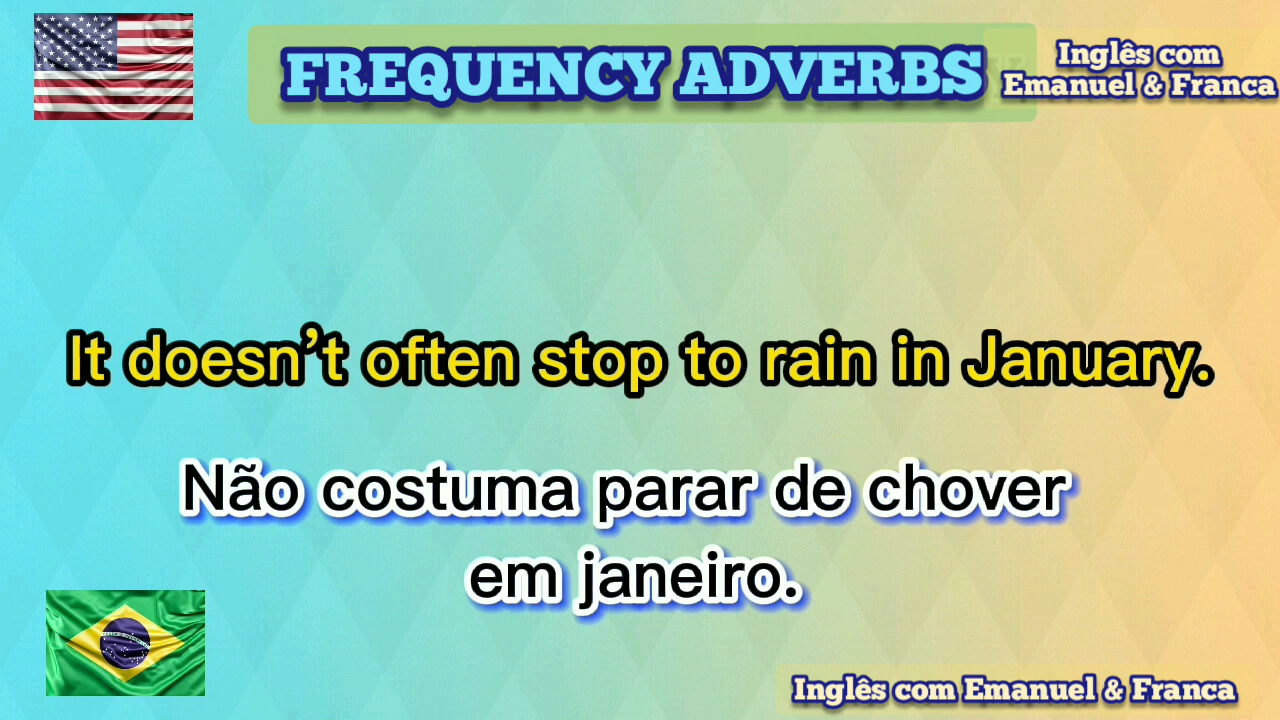 FREQUENCY ADVERBS
Inglês com
Emanuel & Franca
It doesn't often stop to rain in January.
Não costuma parar de chover
em janeiro.
Inglês com Emanuel & Franca